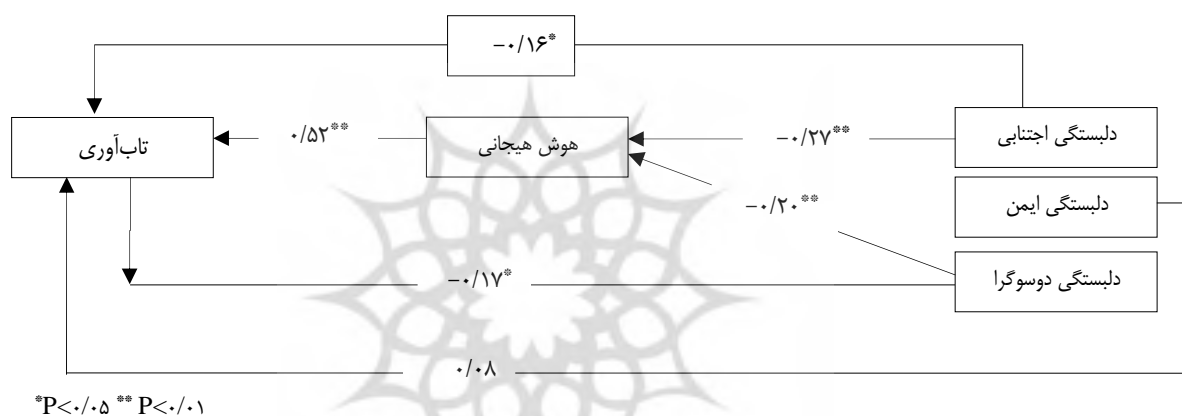 -۰/۱۶*
دلبستگی اجتنابی
-۰/۲۷**
هوش هیجانی
۰/۵۲**
تاب‌آوری
دلبستگی ایمن
-۰/۲۰**
دلبستگی دوسوگرا
-۰/۱۷*
۰/۰۸
*P<۰/۰۵ ** P<۰/۰۱